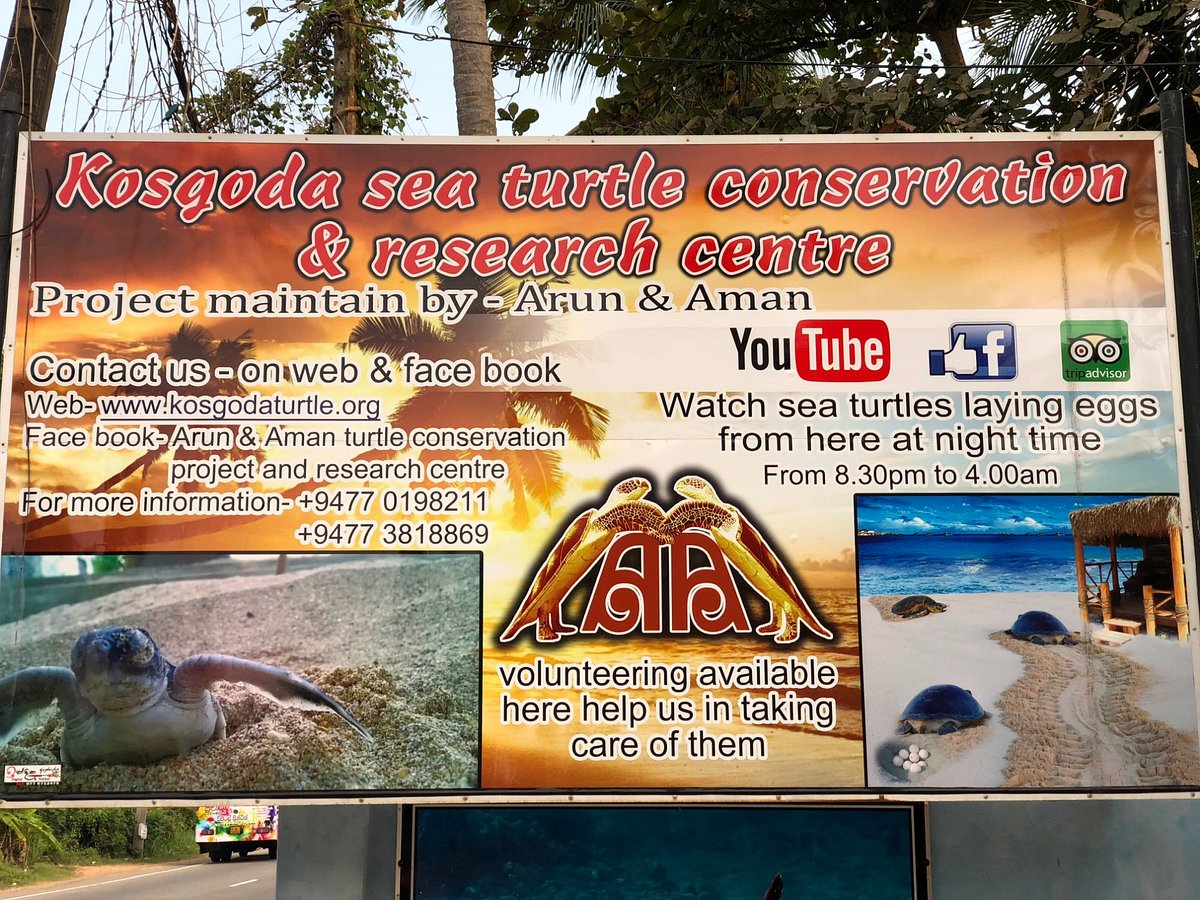 Kosgoda sea turtle conservation
& research centre
Project maintain by - Arun & Aman
YouTube
f
tripadvisor
Contact us - on web & face book
Web- www.kosgodaturtle.org
Face book- Arun & Aman turtle conservation
project and research centre
For more information- +9477 0198211
+9477 3818869
Watch sea turtles laying eggs
from here at night time
From 8.30pm to 4.00am
AA
volunteering available
here help us in taking
care of them